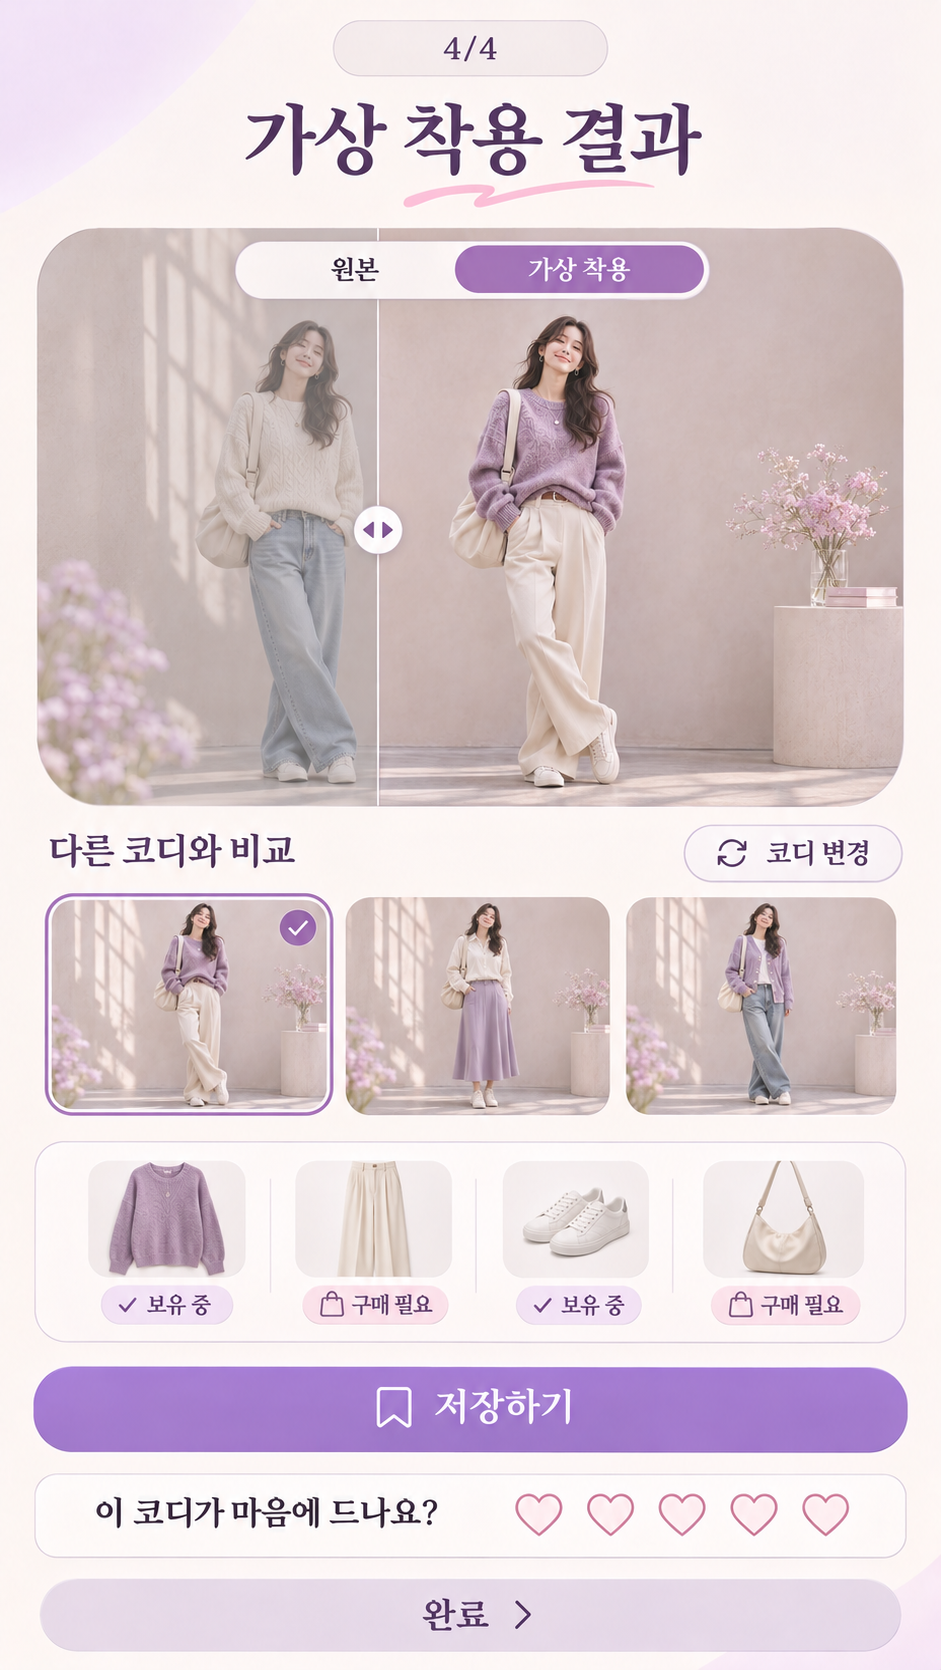 4/4
가상 착용 결과
원본
가상 착용
다른 코디와 비교
코디 변경
보유 중
구매 필요
보유 중
구매 필요
저장하기
이 코디가 마음에 드나요?
완료